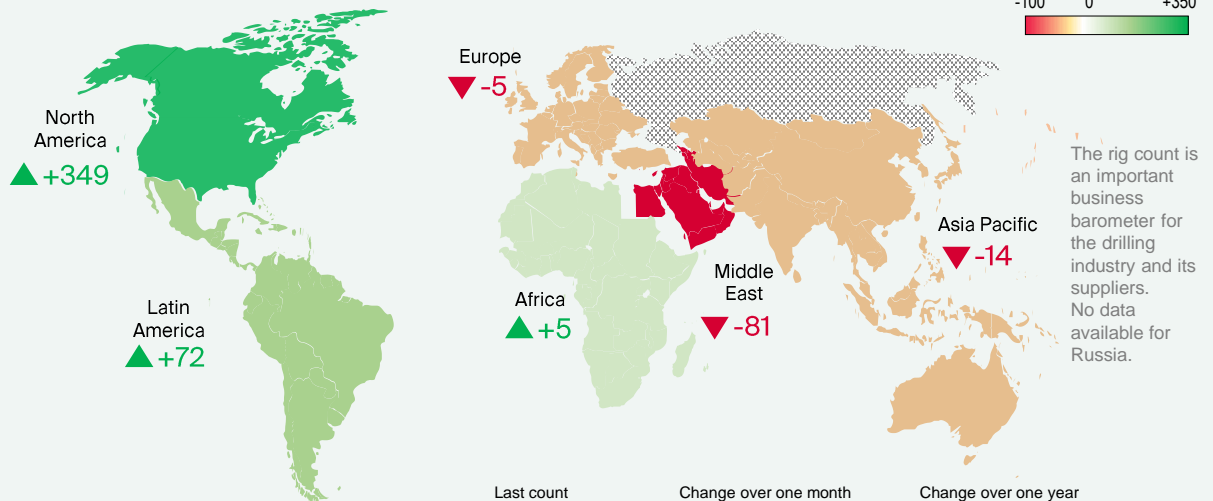 -100 0 +350
Europe
-5
North
America
+349
The rig count is
an important
business
barometer for
the drilling
industry and its
suppliers.
No data
available for
Russia.
Asia Pacific
-14
Middle
East
-81
Africa
+5
Latin
America
+72
Last count Change over one month Change over one year